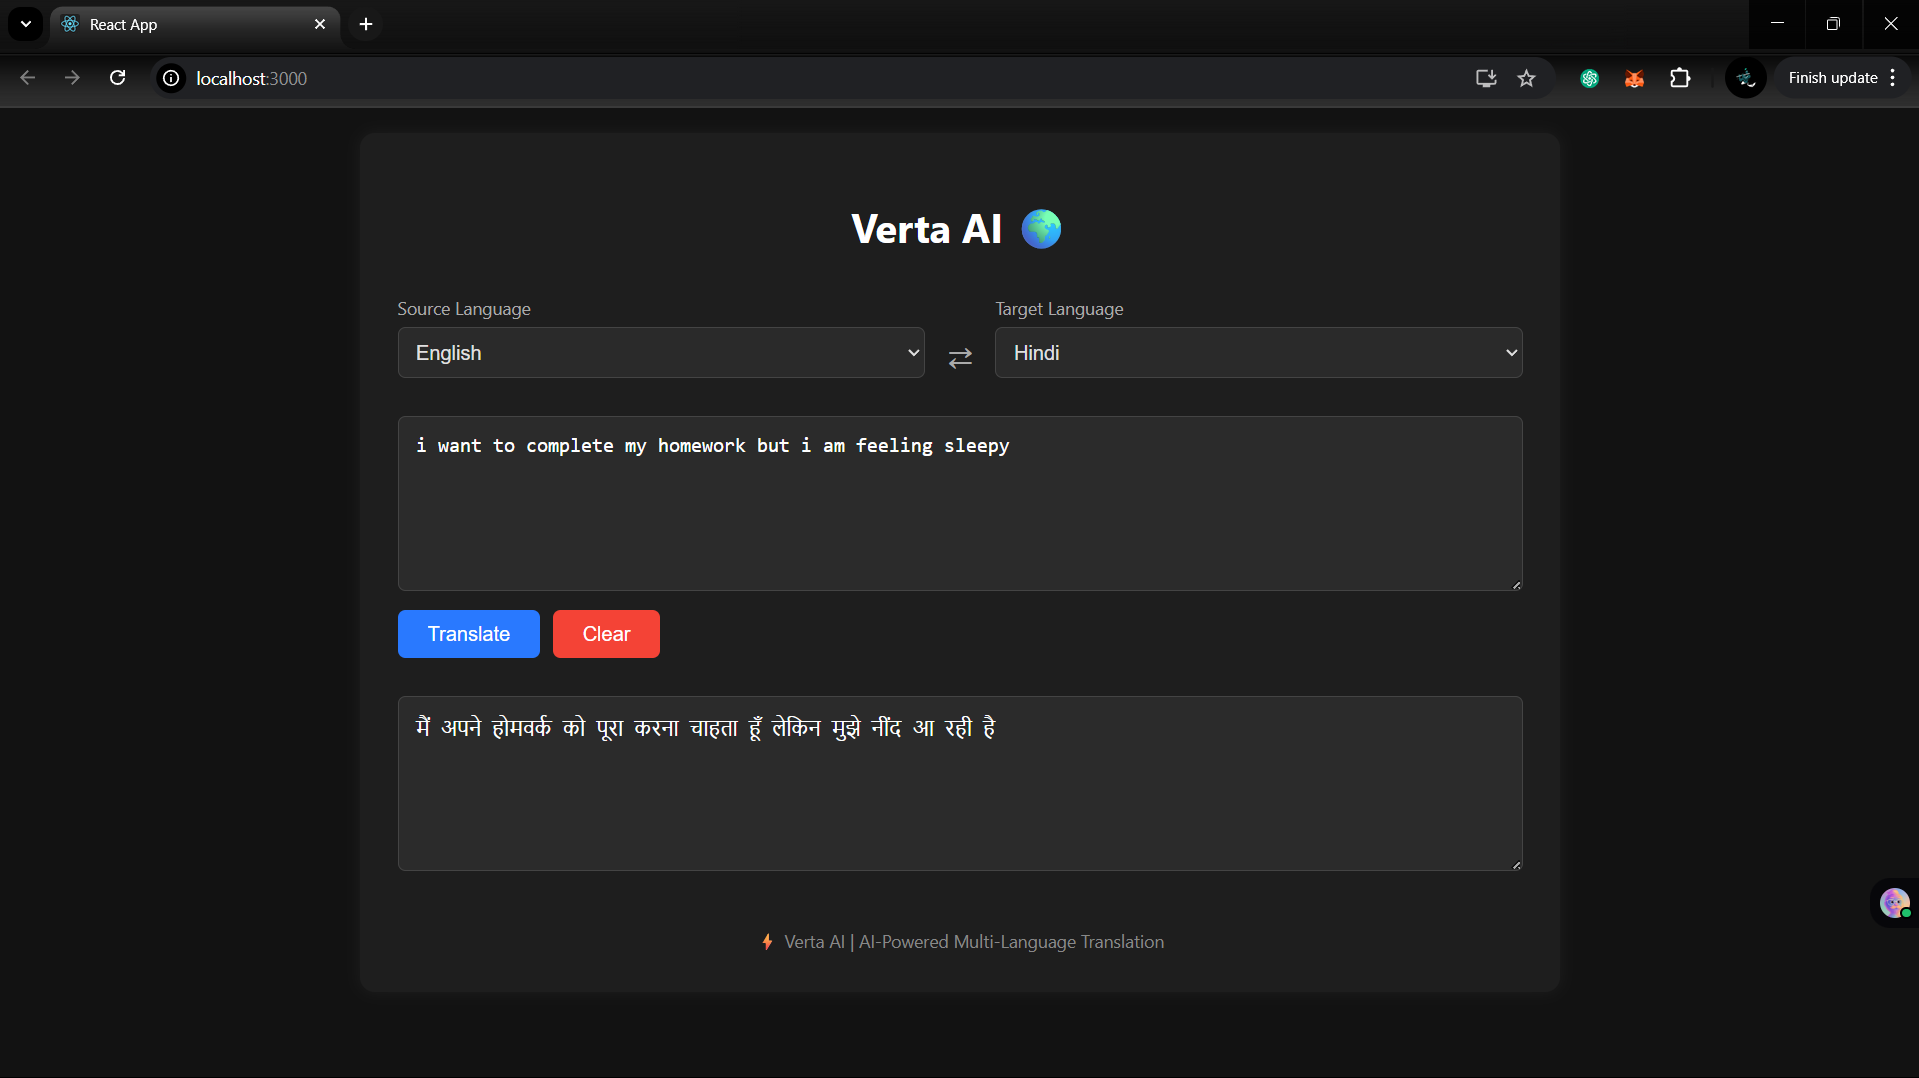 React App
localhost:3000
Finish update
Verta AI
Source Language
Target Language
English
Hindi
i want to complete my homework but i am feeling sleepy
Translate
Clear
मैं अपने होमवर्क को पूरा करना चाहता हूँ लेकिन मुझे नींद आ रही है
Verta AI | AI-Powered Multi-Language Translation